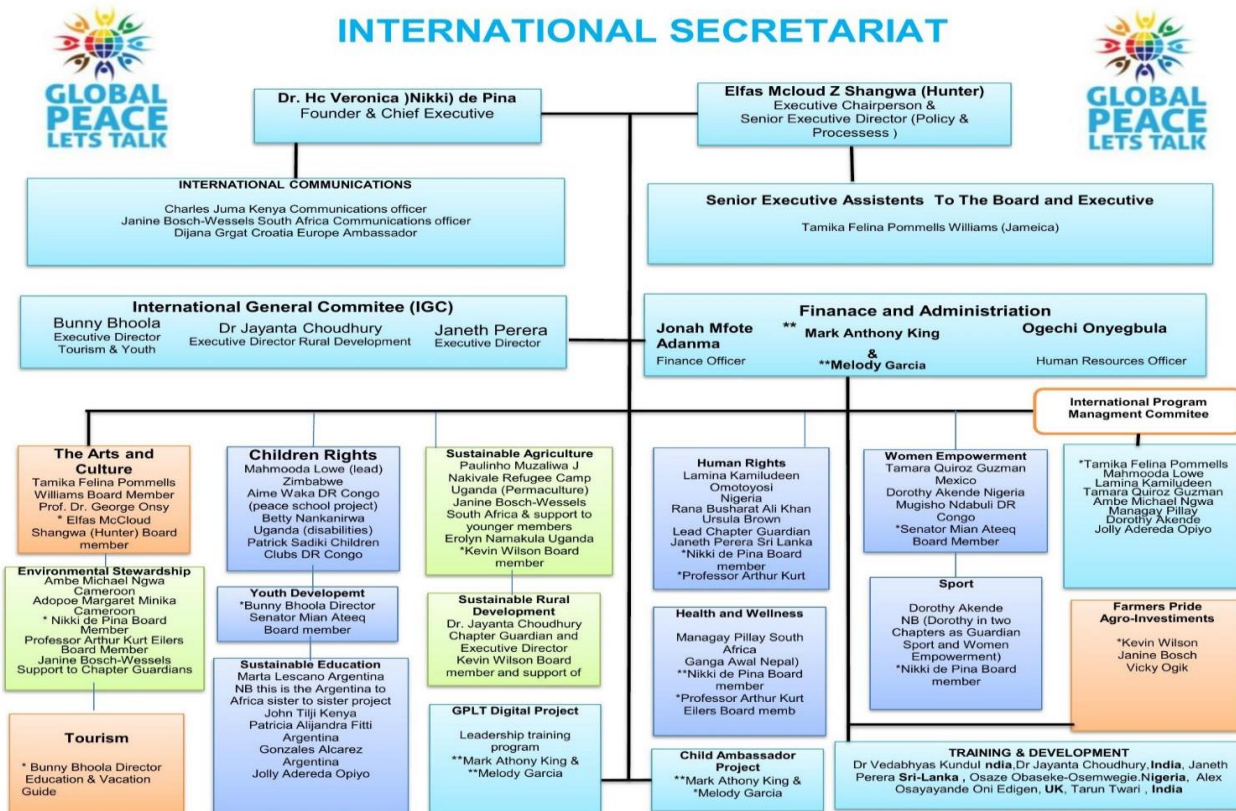 INTERNATIONAL SECRETARIAT
GLOBAL
PEACE
LETS TALK
GLOBAL
PEACE
LETS TALK
Dr. Hc Veronica )Nikki) de Pina
Founder & Chief Executive
Elfas Mcloud Z Shangwa (Hunter)
Executive Chairperson &
Senior Executive Director (Policy &
Processess )
INTERNATIONAL COMMUNICATIONS
Charles Juma Kenya Communications officer
Janine Bosch-Wessels South Africa Communications officer
Dijana Grgat Croatia Europe Ambassador
Senior Executive Assistents To The Board and Executive
Tamika Felina Pommells Williams (Jameica)
International General Commitee (IGC)
Bunny Bhoola
Executive Director
Tourism & Youth
Dr Jayanta Choudhury
Executive Director Rural Development
Janeth Perera
Executive Director
Finanace and Administriation
Jonah Mfote
Adanma
Finance Officer
**
Mark Anthony King
&
**Melody Garcia
Ogechi Onyegbula
Human Resources Officer
International Program
Managment Commitee
The Arts and
Culture
Tamika Felina Pommells
Williams Board Member
Prof. Dr. George Onsy
* Elfas McCloud
Shangwa (Hunter) Board
member
Children Rights
Mahmooda Lowe (lead)
Zimbabwe
Aime Waka DR Congo
(peace school project)
Betty Nankanirwa
Uganda (disabilities)
Patrick Sadiki Children
Clubs DR Congo
Sustainable Agriculture
Paulinho Muzaliwa J
Nakivale Refugee Camp
Uganda (Permaculture)
Janine Bosch-Wessels
South Africa & support to
younger members
Erolyn Namakula Uganda
*Kevin Wilson Board
member
Human Rights
Lamina Kamiludeen
Omotoyosi
Nigeria
Rana Busharat Ali Khan
Ursula Brown
Lead Chapter Guardian
Janeth Perera Sri Lanka
*Nikki de Pina Board
member
*Professor Arthur Kurt
Women Empowerment
Tamara Quiroz Guzman
Mexico
Dorothy Akende Nigeria
Mugisho Ndabuli DR
Congo
*Senator Mian Ateeq
Board Member
*Tamika Felina Pommells
Mahmooda Lowe
Lamina Kamiludeen
Tamara Quiroz Guzman
Ambe Michael Ngwa
Managay Pillay
Dorothy Akende
Jolly Adereda Opiyo
Environmental Stewardship
Ambe Michael Ngwa
Cameroon
Adopoe Margaret Minika
Cameroon
* Nikki de Pina Board
Member
Professor Arthur Kurt Eilers
Board Member
Janine Bosch-Wessels
Support to Chapter Guardians
Youth Developemt
*Bunny Bhoola Director
Senator Mian Ateeq
Board member
Sustainable Rural
Development
Dr. Jayanta Choudhury
Chapter Guardian and
Executive Director
Kevin Wilson Board
member and support of
Health and Wellness
Managay Pillay South
Africa
Ganga Awal Nepal)
**Nikki de Pina Board
member
*Professor Arthur Kurt
Eilers Board memb
Sport
Dorothy Akende
NB (Dorothy in two
Chapters as Guardian
Sport and Women
Empowerment)
*Nikki de Pina Board
member
Farmers Pride
Agro-Investiments
*Kevin Wilson
Janine Bosch
Vicky Ogik
Sustainable Education
Marta Lescano Argentina
NB this is the Argentina to
Africa sister to sister project
John Tilji Kenya
Patricia Alijandra Fitti
Argentina
Gonzales Alcarez
Argentina
Jolly Adereda Opiyo
Tourism
* Bunny Bhoola Director
Education & Vacation
Guide
GPLT Digital Project
Leadership training
program
**Mark Athony King &
**Melody Garcia
Child Ambassador
Project
**Mark Athony King &
*Melody Garcia
TRAINING & DEVELOPMENT
Dr Vedabhyas Kundul ndia,Dr Jayanta Choudhury,India, Janeth
Perera Sri-Lanka , Osaze Obaseke-Osemwegie.Nigeria, Alex
Osayayande Oni Edigen, UK, Tarun Twari , India